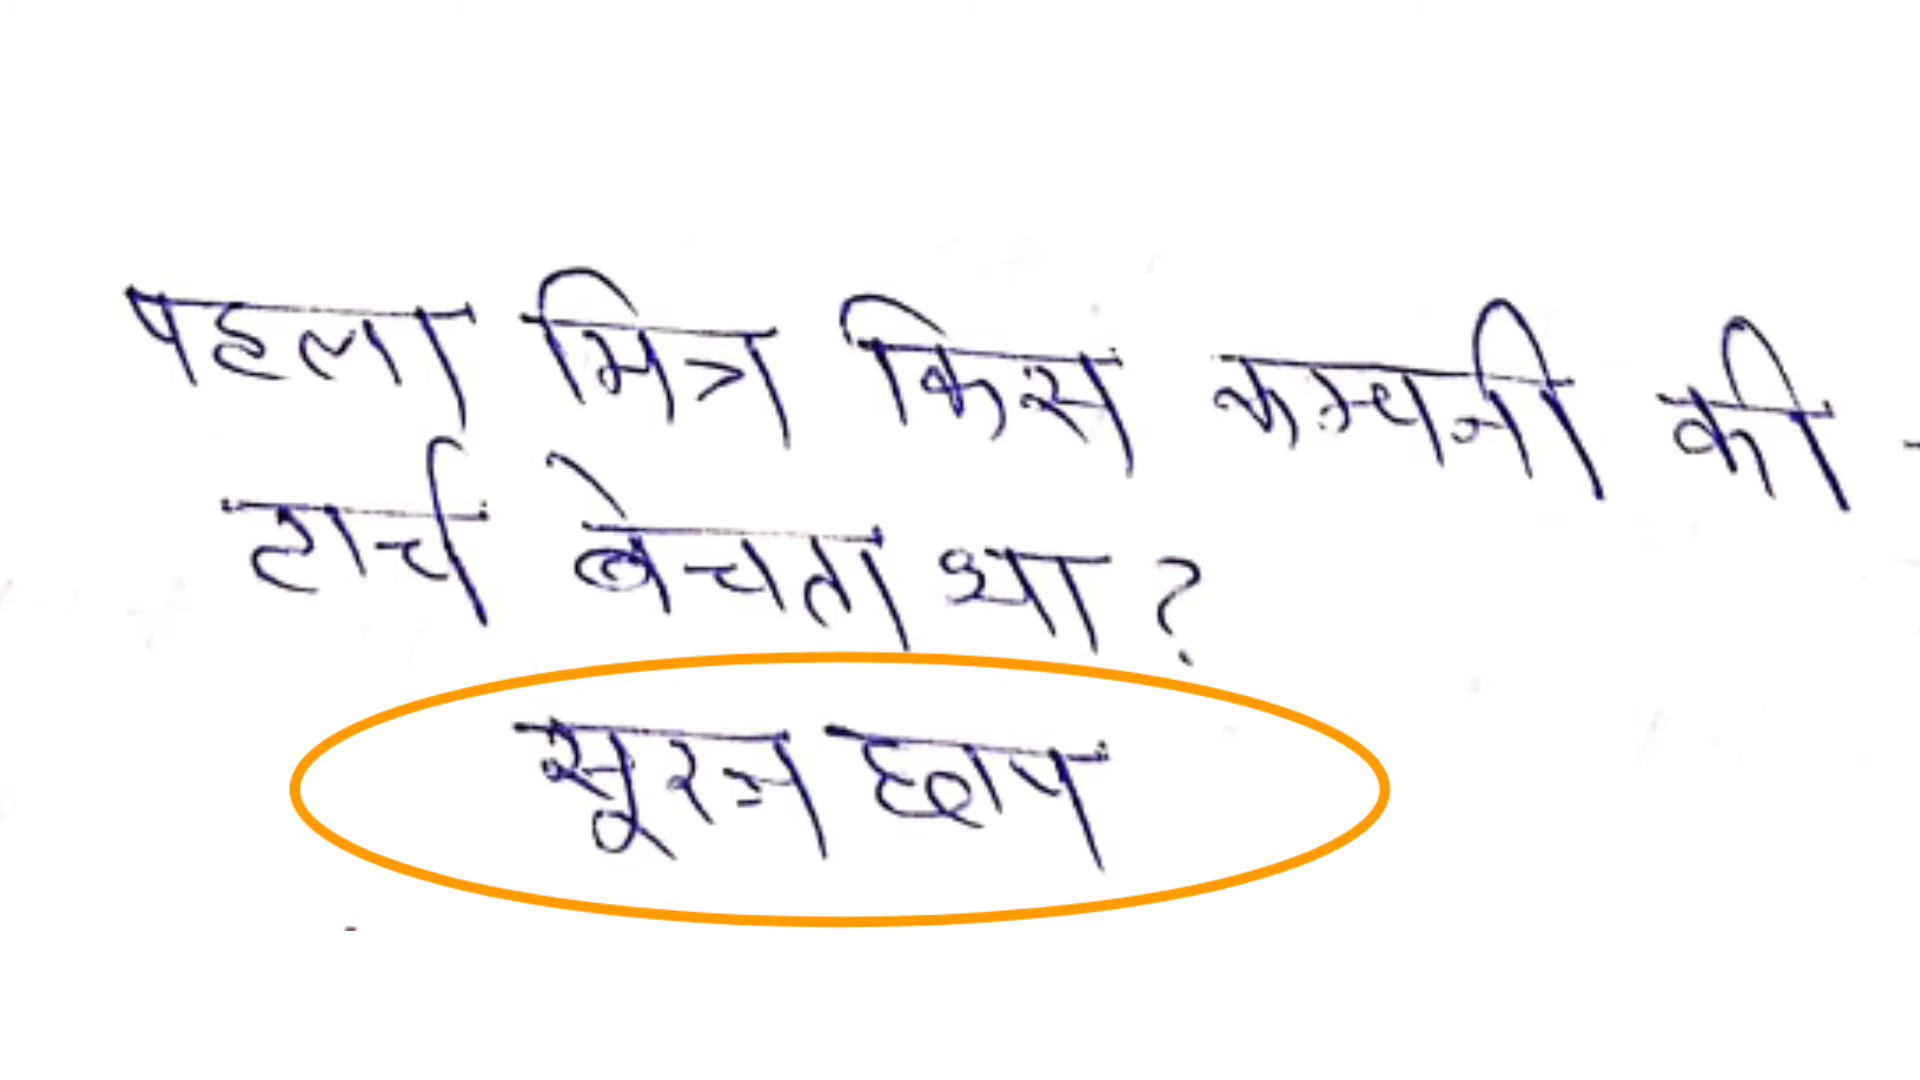 पहला मित्र किस कम्पनी की -
टार्च बेचता था ?
सूरज छाप